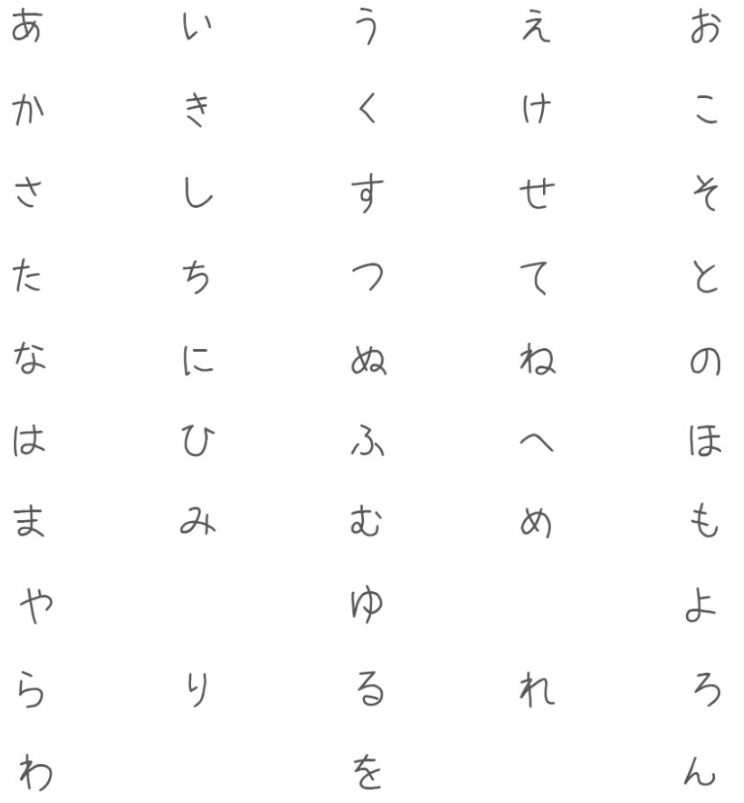 あ い う え お
か き く け こ
さ し す せ そ
た ち つ て と
な に ぬ ね の
は ひ ふ へ ほ
ま み む め も
や ゆ よ
ら り る れ ろ
わ を ん